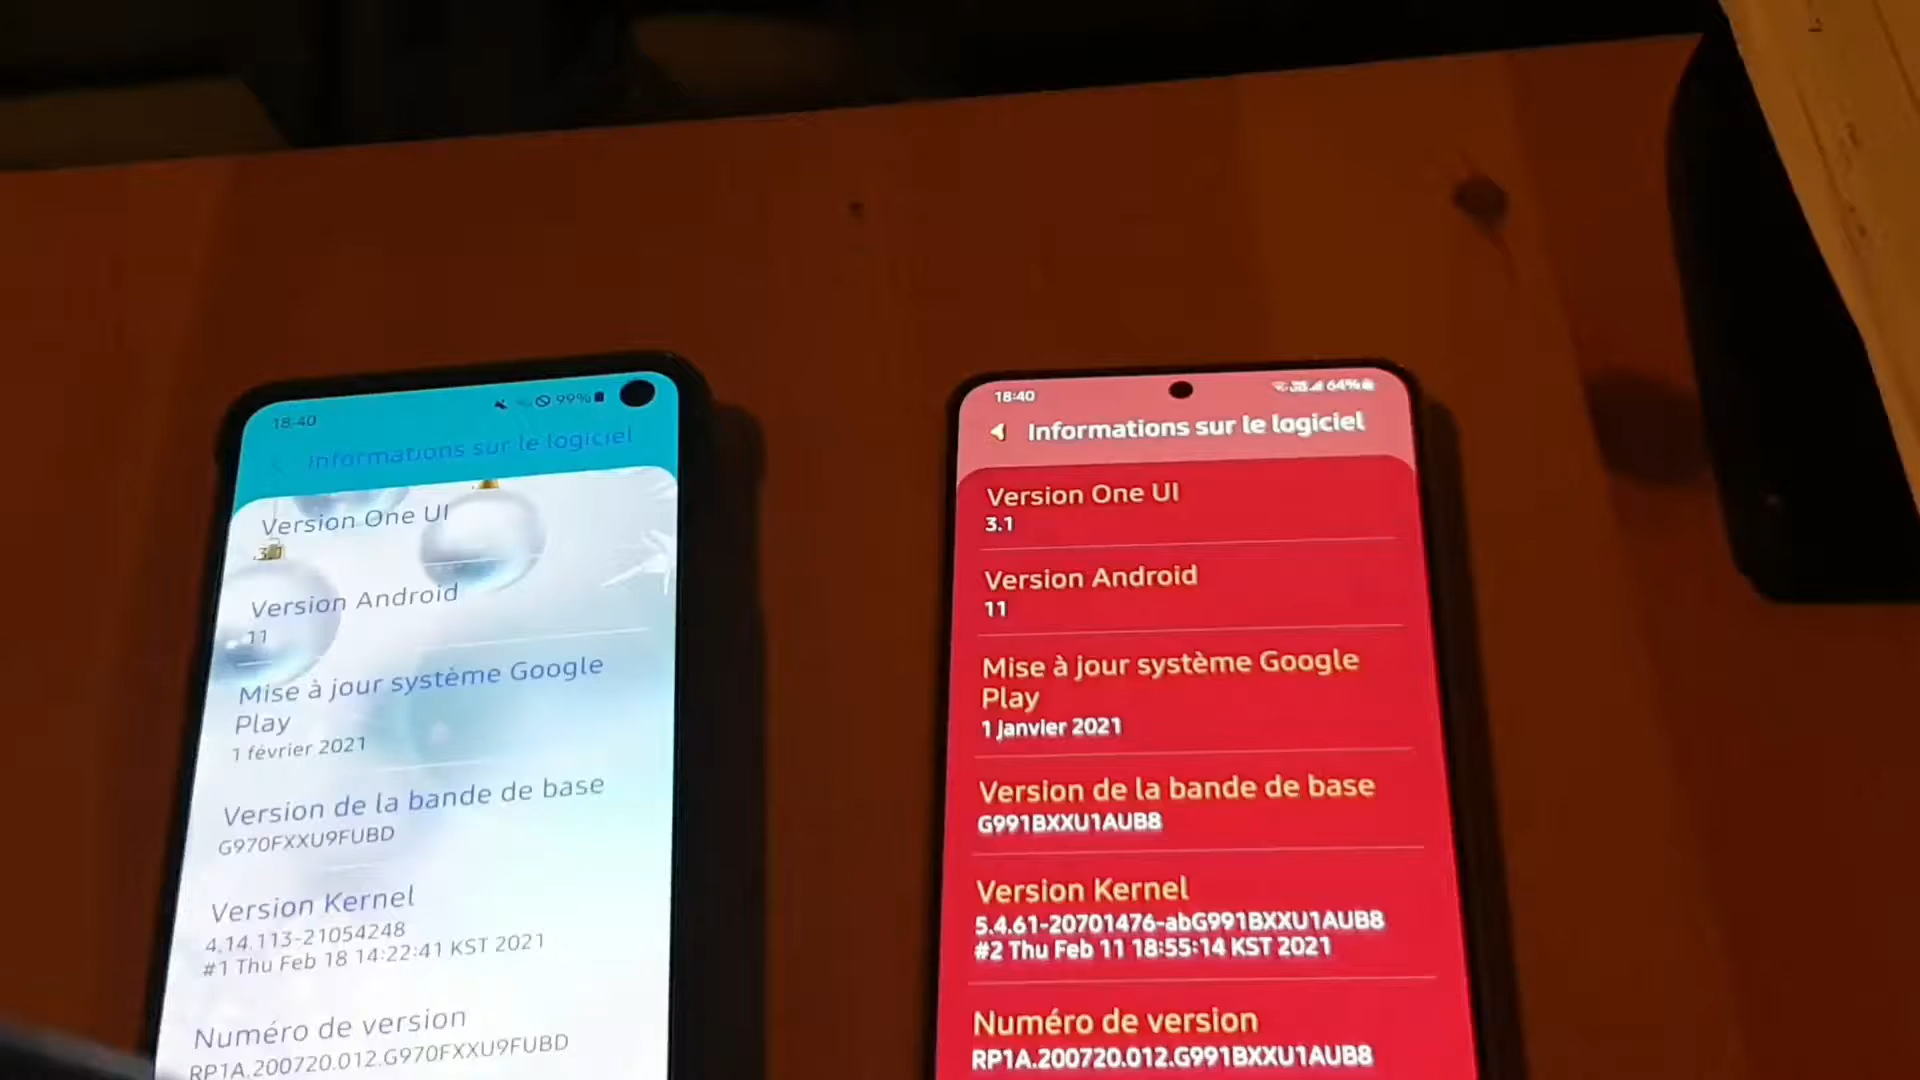 18:40
99%
Informations sur le logiciel
Version One UI
3.1
Version Android
11
Mise à jour système Google
Play
1 février 2021
Version de la bande de base
G970FXXU9FUBD
Version Kernel
4.14.113-21054248
#1 Thu Feb 18 14:22:41 KST 2021
Numéro de version
RP1A.200720.012.G970FXXU9FUBD
18:40
64%
Informations sur le logiciel
Version One UI
3.1
Version Android
11
Mise à jour système Google
Play
1 janvier 2021
Version de la bande de base
G991BXXU1AUB8
Version Kernel
5.4.61-20701476-abG991BXXU1AUB8
#2 Thu Feb 11 18:55:14 KST 2021
Numéro de version
RP1A.200720.012.G991BXXU1AUB8